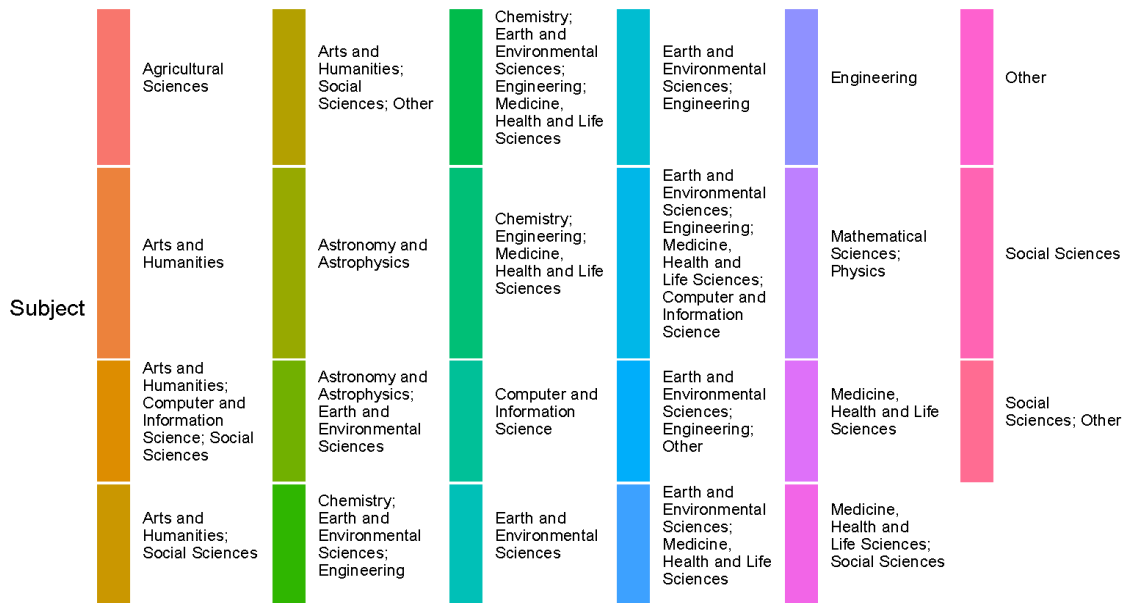 Subject
Agricultural
Sciences
Arts and
Humanities
Arts and
Humanities;
Computer and
Information
Science; Social
Sciences
Arts and
Humanities;
Social Sciences
Arts and
Humanities;
Social
Sciences; Other
Astronomy and
Astrophysics
Astronomy and
Astrophysics;
Earth and
Environmental
Sciences
Chemistry;
Earth and
Environmental
Sciences;
Engineering
Chemistry;
Earth and
Environmental
Sciences;
Engineering;
Medicine,
Health and Life
Sciences
Chemistry;
Engineering;
Medicine,
Health and Life
Sciences
Computer and
Information
Science
Earth and
Environmental
Sciences
Earth and
Environmental
Sciences;
Engineering
Earth and
Environmental
Sciences;
Engineering;
Medicine,
Health and
Life Sciences;
Computer and
Information
Science
Earth and
Environmental
Sciences;
Engineering;
Other
Earth and
Environmental
Sciences;
Medicine,
Health and Life
Sciences
Engineering
Mathematical
Sciences;
Physics
Medicine,
Health and Life
Sciences
Medicine,
Health and
Life Sciences;
Social Sciences
Other
Social Sciences
Social
Sciences; Other